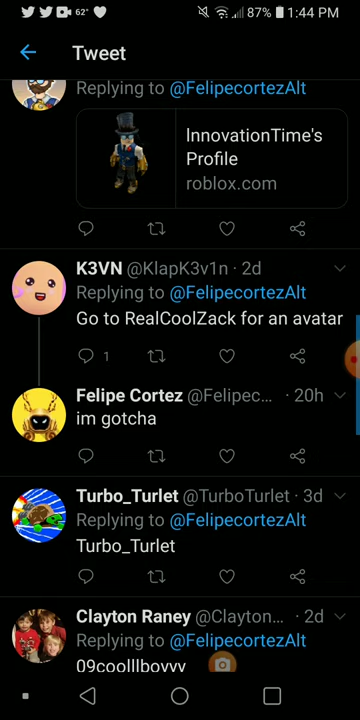 62° 87% 1:44 PM
Tweet
Replying to @FelipecortezAlt
InnovationTime's
Profile
roblox.com
K3VN @KlapK3v1n · 2d
Replying to @FelipecortezAlt
Go to RealCoolZack for an avatar
1
Felipe Cortez @Felipec... · 20h
im gotcha
Turbo_Turlet @TurboTurlet · 3d
Replying to @FelipecortezAlt
Turbo_Turlet
Clayton Raney @Clayton... · 2d
Replying to @FelipecortezAlt
09coolllbovvv